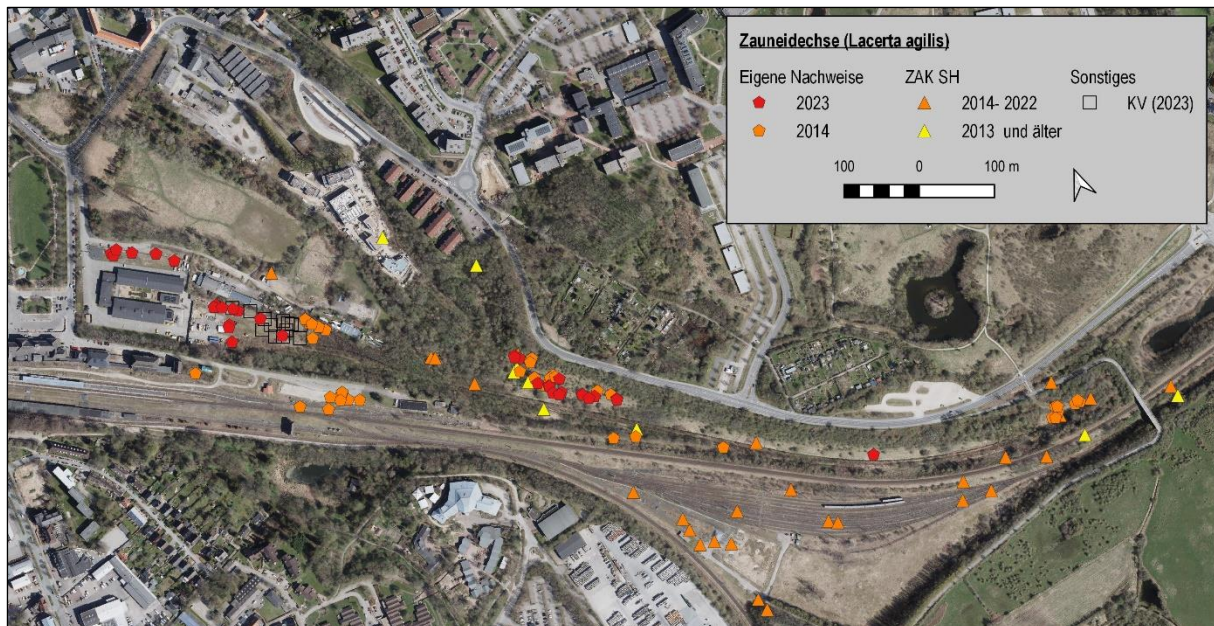 Zauneidechse (Lacerta agilis)
Eigene Nachweise ZAK SH Sonstiges
2023 2014- 2022 KV (2023)
2014 2013 und älter
100 0 100 m